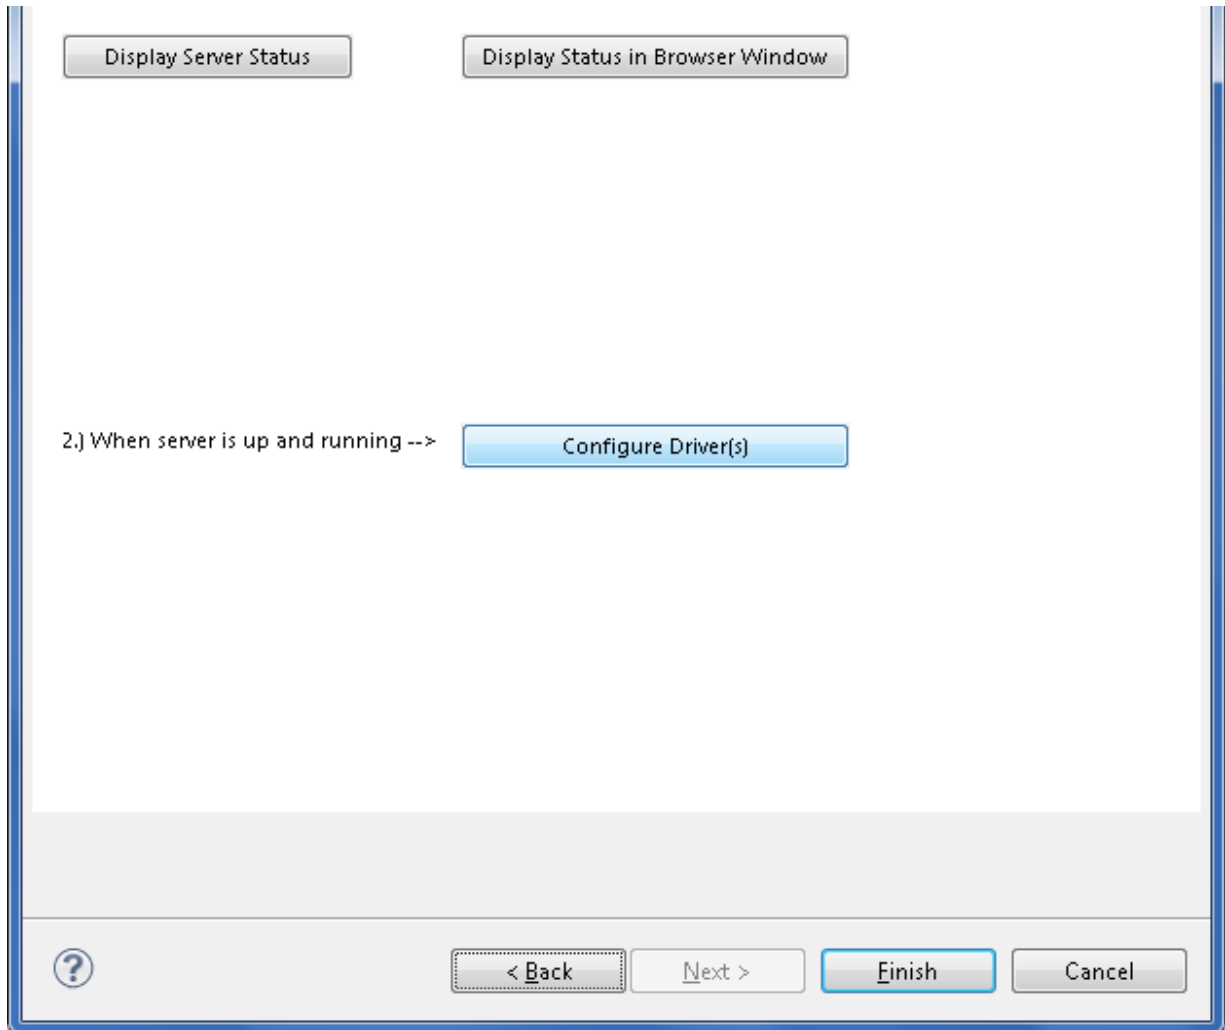 Display Server Status
Display Status in Browser Window
2.) When server is up and running -->
Configure Driver(s)
?
< Back
Next >
Finish
Cancel